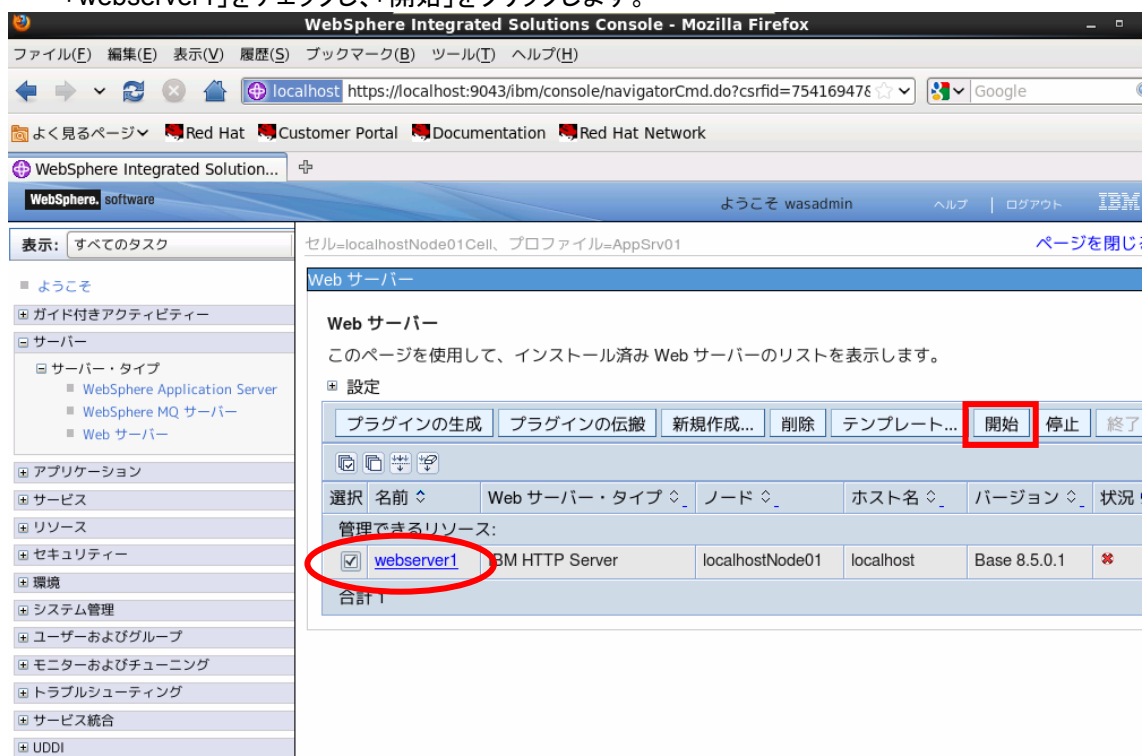 「webserver1」をチェックし、「開始」をクリックします。
WebSphere Integrated Solutions Console - Mozilla Firefox
ファイル(F) 編集(E) 表示(V) 履歴(S) ブックマーク(B) ツール(T) ヘルプ(H)
localhost https://localhost:9043/ibm/console/navigatorCmd.do?csrfid=75416947 Google
よく見るページ Red Hat Customer Portal Documentation Red Hat Network
WebSphere Integrated Solution...
WebSphere. software ようこそ wasadmin ヘルプ | ログアウト IBM
表示: すべてのタスク
セル=localhostNode01Cell、プロファイル=AppSrv01 ページを閉じる
ようこそ
ガイド付きアクティビティー
サーバー
サーバー・タイプ
WebSphere Application Server
WebSphere MQ サーバー
Web サーバー
アプリケーション
サービス
リソース
セキュリティー
環境
システム管理
ユーザーおよびグループ
モニターおよびチューニング
トラブルシューティング
サービス統合
UDDI
Web サーバー
Web サーバー
このページを使用して、インストール済み Web サーバーのリストを表示します。
設定
プラグインの生成 プラグインの伝搬 新規作成... 削除 テンプレート... 開始 停止 終了
選択 名前 Web サーバー・タイプ ノード ホスト名 バージョン 状況
管理できるリソース:
webserver1 IBM HTTP Server localhostNode01 localhost Base 8.5.0.1
合計 1